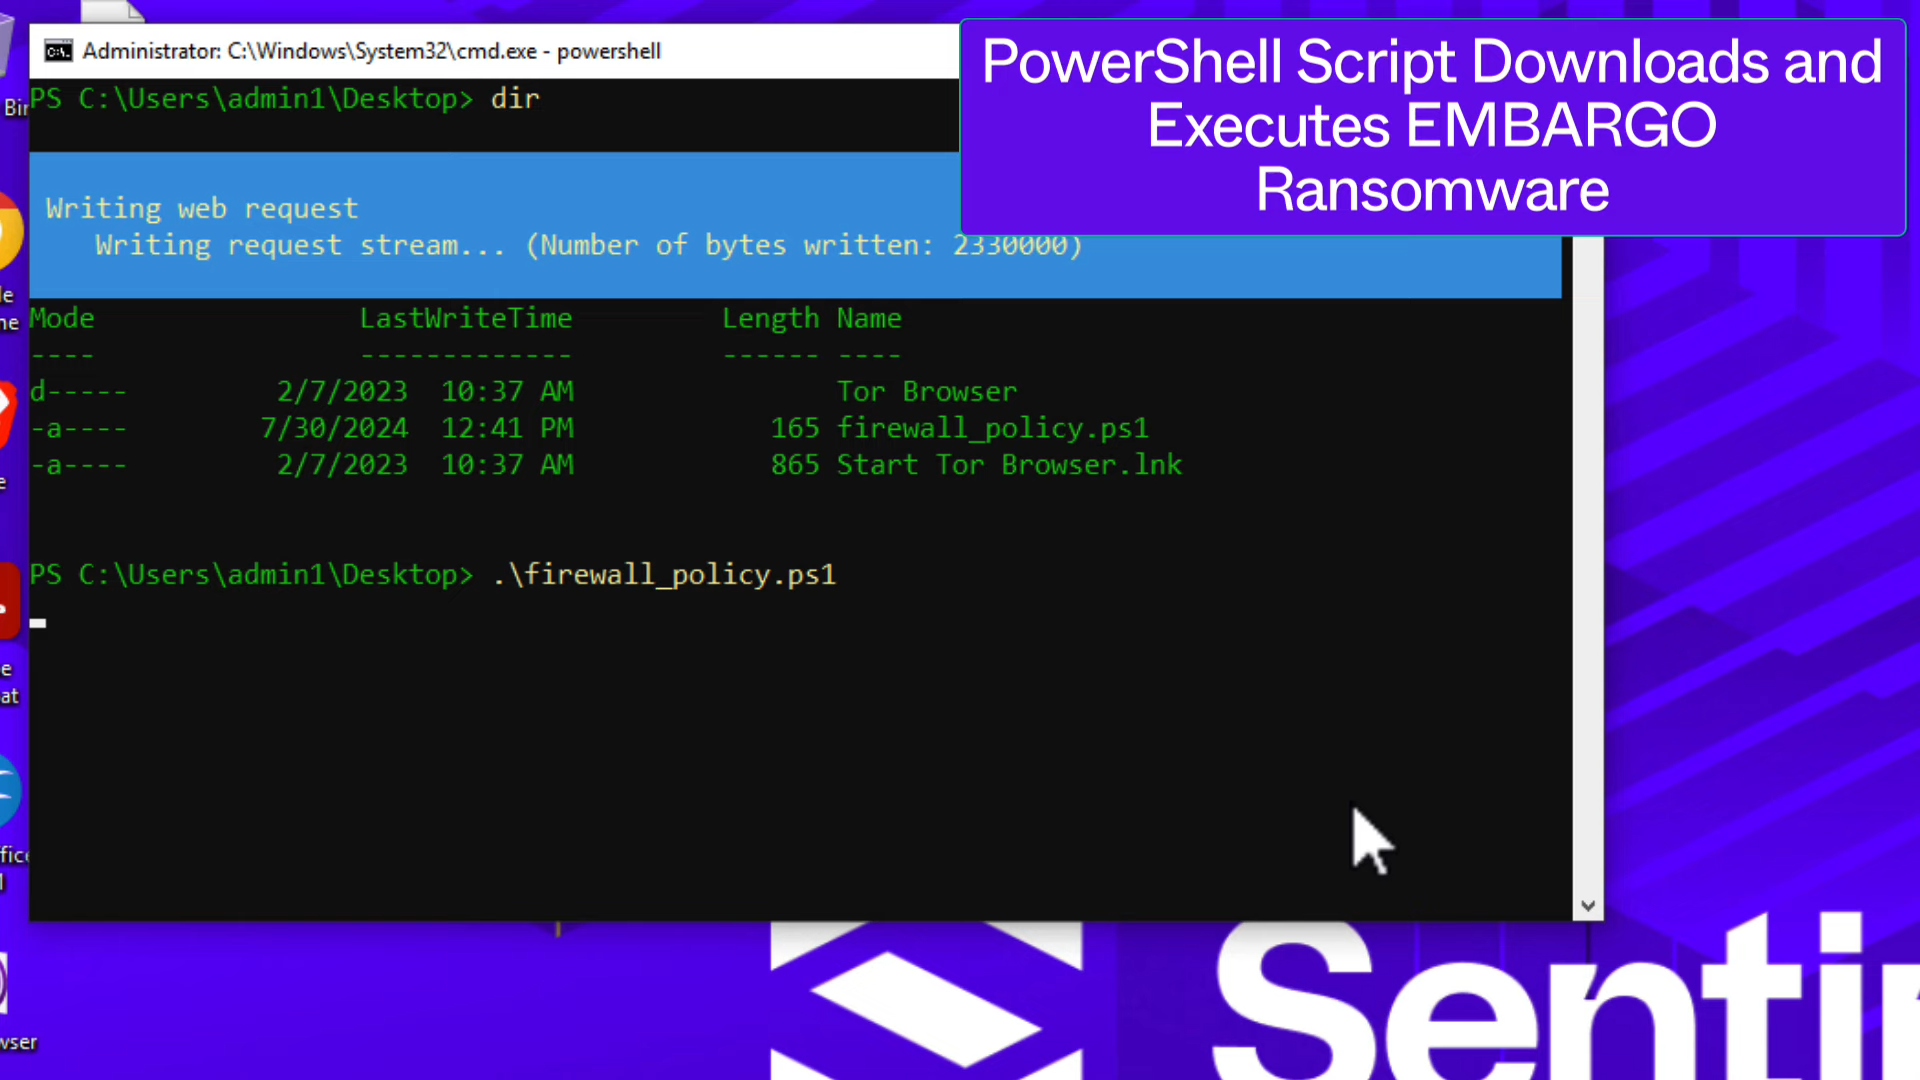 Administrator: C:\Windows\System32\cmd.exe - powershell
PowerShell Script Downloads and
Executes EMBARGO
Ransomware
PS C:\Users\admin1\Desktop> dir
Writing web request
Writing request stream... (Number of bytes written: 2330000)
Mode LastWriteTime Length Name
---- ------------- ------ ----
d----- 2/7/2023 10:37 AM Tor Browser
-a---- 7/30/2024 12:41 PM 165 firewall_policy.ps1
-a---- 2/7/2023 10:37 AM 865 Start Tor Browser.lnk
PS C:\Users\admin1\Desktop> .\firewall_policy.ps1